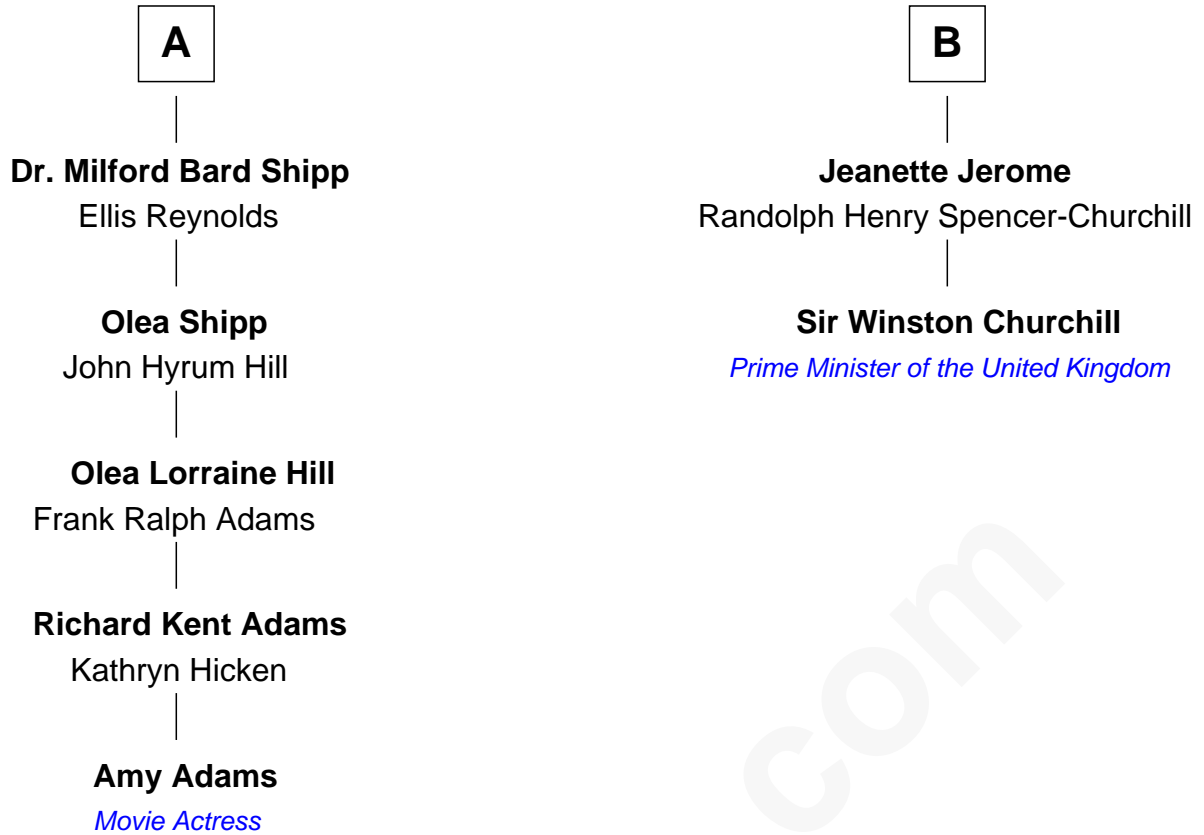 A
Dr. Milford Bard Shipp
Ellis Reynolds
Olea Shipp
John Hyrum Hill
Olea Lorraine Hill
Frank Ralph Adams
Richard Kent Adams
Kathryn Hicken
Amy Adams
Movie Actress
B
Jeanette Jerome
Randolph Henry Spencer-Churchill
Sir Winston Churchill
Prime Minister of the United Kingdom
com